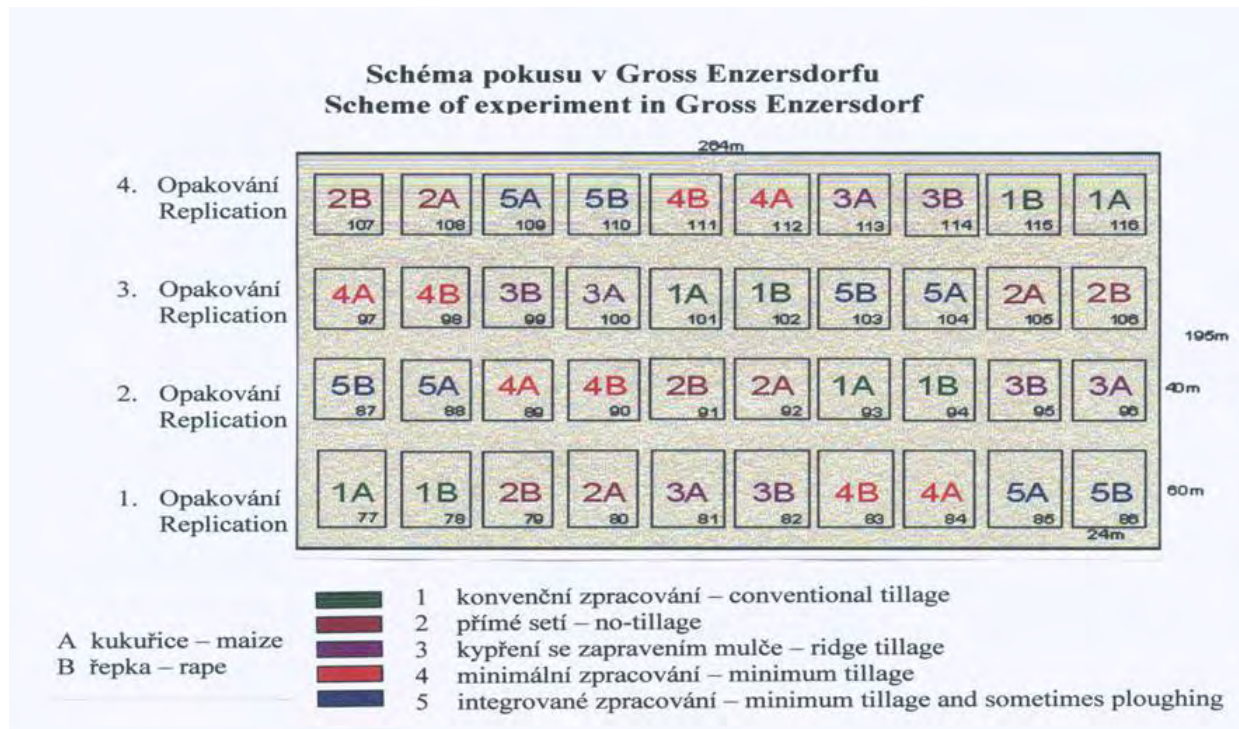 Schéma pokusu v Gross Enzersdorfu
Scheme of experiment in Gross Enzersdorf
264m
4. Opakování
Replication
2B 2A 5A 5B 4B 4A 3A 3B 1B 1A
107 108 109 110 111 112 113 114 115 116
3. Opakování
Replication
4A 4B 3B 3A 1A 1B 5B 5A 2A 2B
97 98 99 100 101 102 103 104 105 106
195m
2. Opakování
Replication
5B 5A 4A 4B 2B 2A 1A 1B 3B 3A
87 88 89 90 91 92 93 94 95 96
40m
1. Opakování
Replication
1A 1B 2B 2A 3A 3B 4B 4A 5A 5B
77 78 79 80 81 82 83 84 85 86
60m
24m
A kukuřice – maize
B řepka – rape
1 konvenční zpracování – conventional tillage
2 přímé setí – no-tillage
3 kypření se zapravením mulče – ridge tillage
4 minimální zpracování – minimum tillage
5 integrované zpracování – minimum tillage and sometimes ploughing